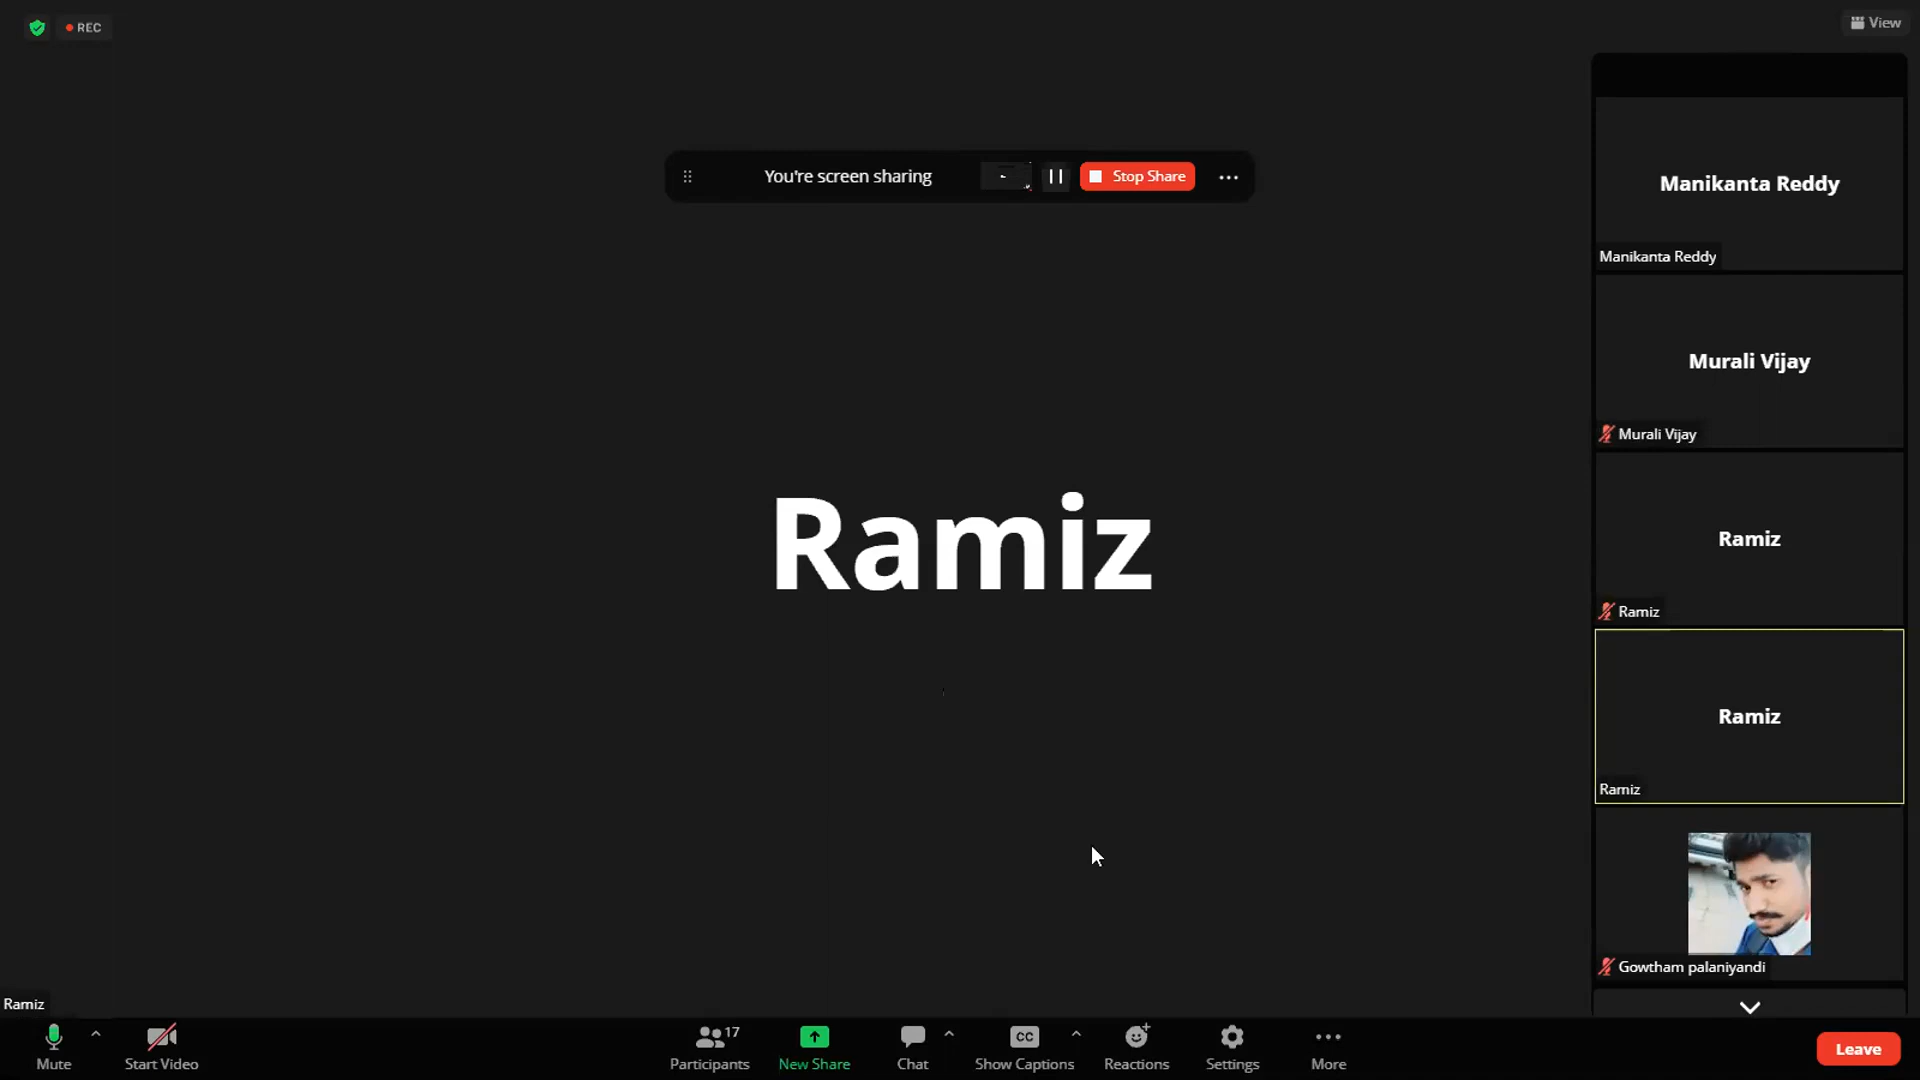 REC
View
You're screen sharing
Stop Share
Manikanta Reddy
Manikanta Reddy
Murali Vijay
Murali Vijay
Ramiz
Ramiz
Ramiz
Ramiz
Ramiz
Gowtham palaniyandi
Ramiz
Mute
Start Video
17
Participants
New Share
Chat
CC
Show Captions
Reactions
Settings
More
Leave